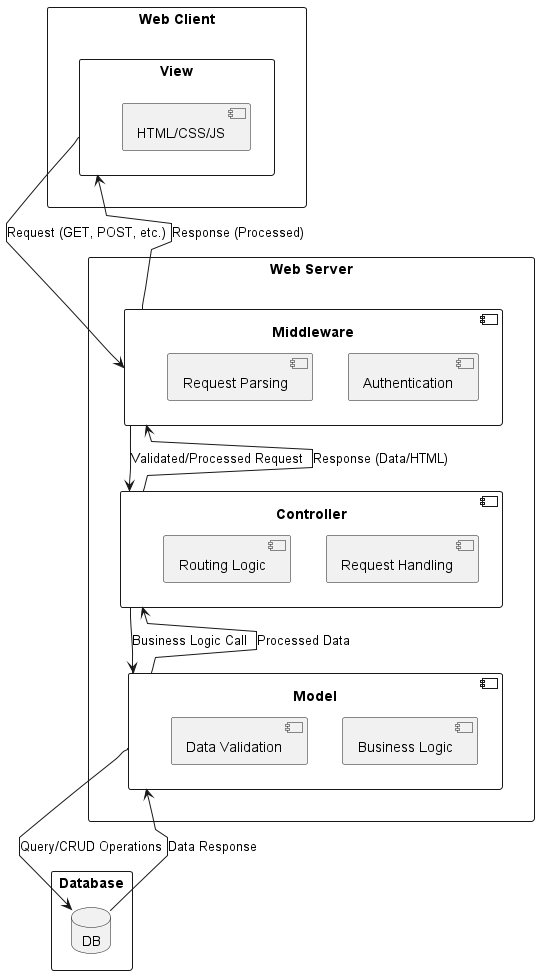 Web Client
View
HTML/CSS/JS
Request (GET, POST, etc.)
Response (Processed)
Web Server
Middleware
Request Parsing
Authentication
Validated/Processed Request
Response (Data/HTML)
Controller
Routing Logic
Request Handling
Business Logic Call
Processed Data
Model
Data Validation
Business Logic
Query/CRUD Operations
Data Response
Database
DB